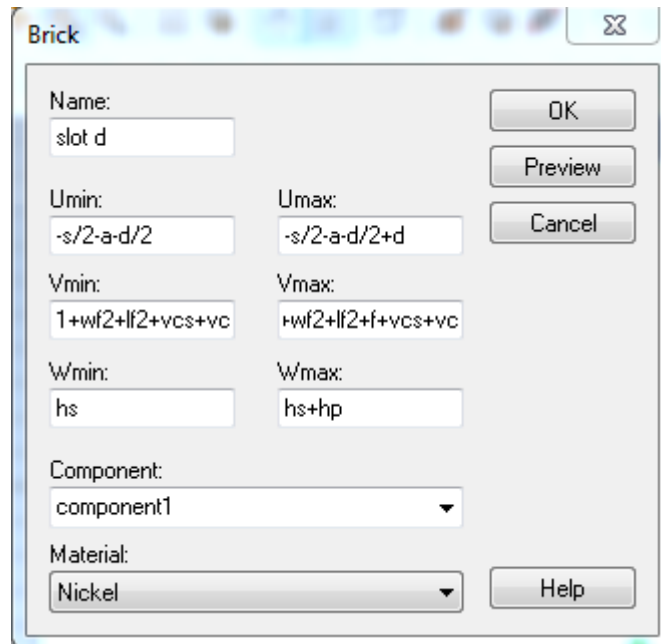 Brick
Name:
OK
slot d
Preview
Umin:
Umax:
Cancel
-s/2-a-d/2
-s/2-a-d/2+d
Vmin:
Vmax:
1+wf2+lf2+vcs+vc
+wf2+lf2+f+vcs+vc
Wmin:
Wmax:
hs
hs+hp
Component:
component1
Material:
Nickel
Help